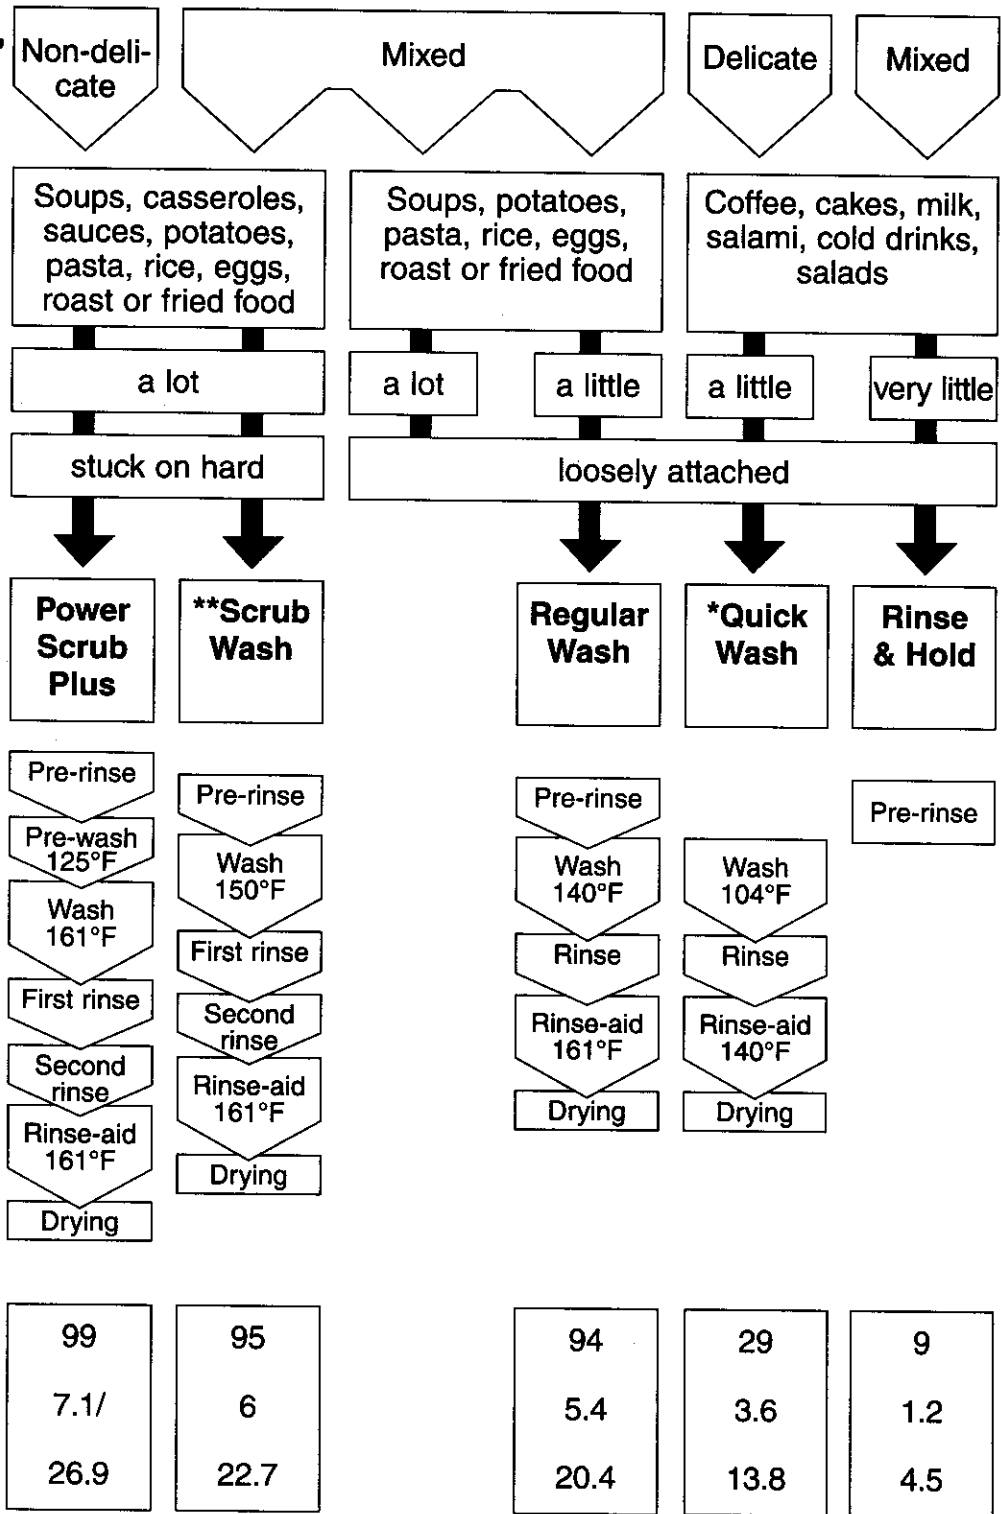 Non-deli-
cate
Mixed
Delicate
Mixed
Soups, casseroles,
sauces, potatoes,
pasta, rice, eggs,
roast or fried food
Soups, potatoes,
pasta, rice, eggs,
roast or fried food
Coffee, cakes, milk,
salami, cold drinks,
salads
a lot
a lot
a little
a little
very little
stuck on hard
loosely attached
Power
Scrub
Plus
**Scrub
Wash
Regular
Wash
*Quick
Wash
Rinse
& Hold
Pre-rinse
Pre-wash
125°F
Wash
161°F
First rinse
Second
rinse
Rinse-aid
161°F
Drying
Pre-rinse
Wash
150°F
First rinse
Second
rinse
Rinse-aid
161°F
Drying
Pre-rinse
Wash
140°F
Rinse
Rinse-aid
161°F
Drying
Wash
104°F
Rinse
Rinse-aid
140°F
Drying
Pre-rinse
99
7.1/
26.9
95
6
22.7
94
5.4
20.4
29
3.6
13.8
9
1.2
4.5